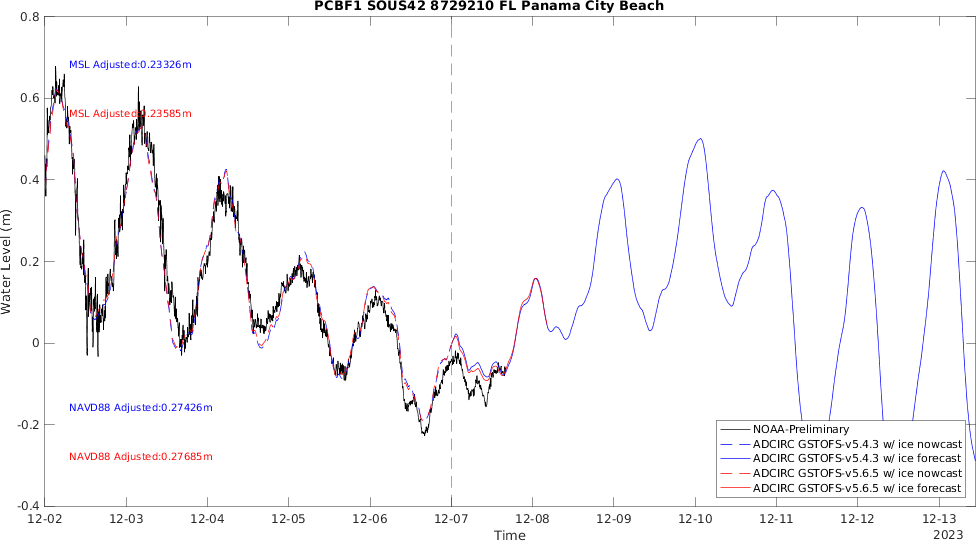 PCBF1 SOUS42 8729210 FL Panama City Beach
0.8
0.6
0.4
0.2
0
-0.2
-0.4
Water Level (m)
MSL Adjusted:0.23326m
MSL Adjusted:0.23585m
NAVD88 Adjusted:0.27426m
NAVD88 Adjusted:0.27685m
NOAA-Preliminary
ADCIRC GSTOFS-v5.4.3 w/ ice nowcast
ADCIRC GSTOFS-v5.4.3 w/ ice forecast
ADCIRC GSTOFS-v5.6.5 w/ ice nowcast
ADCIRC GSTOFS-v5.6.5 w/ ice forecast
12-02 12-03 12-04 12-05 12-06 12-07 12-08 12-09 12-10 12-11 12-12 12-13
2023
Time